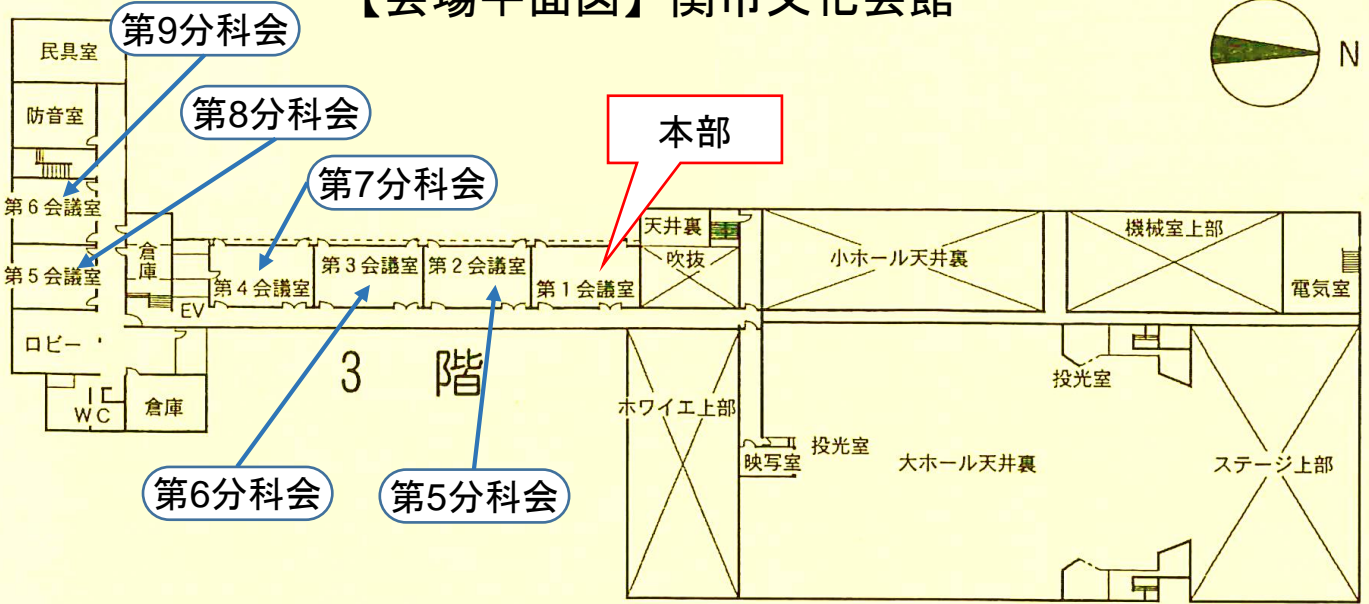 【会場平面図】関市文化会館
N
第9分科会
民具室
防音室
第8分科会
本部
第7分科会
第６会議室
天井裏
機械室上部
倉庫
第３会議室
第２会議室
吹抜
小ホール天井裏
第５会議室
第４会議室
第１会議室
電気室
EV
ロビー
3 階
投光室
WC
倉庫
ホワイエ上部
投光室
映写室
大ホール天井裏
ステージ上部
第6分科会
第5分科会